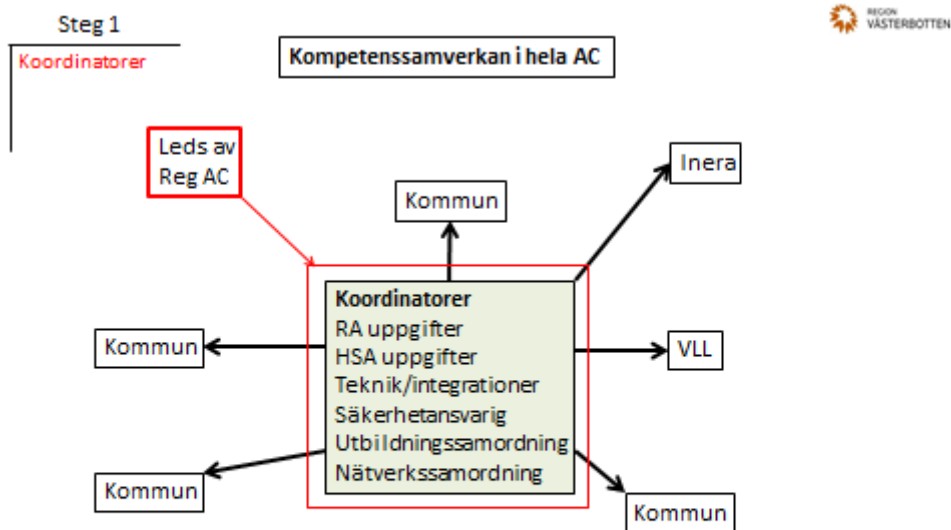 Steg 1
Koordinatorer
REGION
VÄSTERBOTTEN
Kompetenssamverkan i hela AC
Leds av
Reg AC
Kommun
Inera
Koordinatorer
RA uppgifter
HSA uppgifter
Teknik/integrationer
Säkerhetansvarig
Utbildningssamordning
Nätverkssamordning
Kommun
VLL
Kommun
Kommun